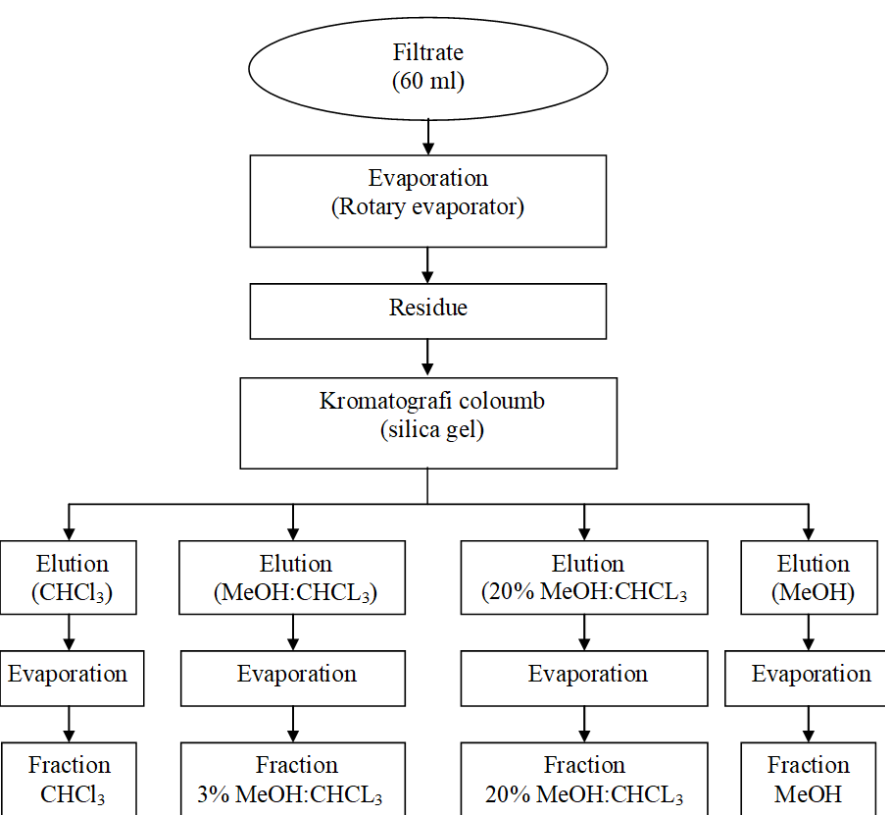 Filtrate
(60 ml)
Evaporation
(Rotary evaporator)
Residue
Kromatografi coloumb
(silica gel)
Elution
(CHCl₃)
Elution
(MeOH:CHCL₃)
Elution
(20% MeOH:CHCL₃
Elution
(MeOH)
Evaporation
Evaporation
Evaporation
Evaporation
Fraction
CHCl₃
Fraction
3% MeOH:CHCL₃
Fraction
20% MeOH:CHCL₃
Fraction
MeOH